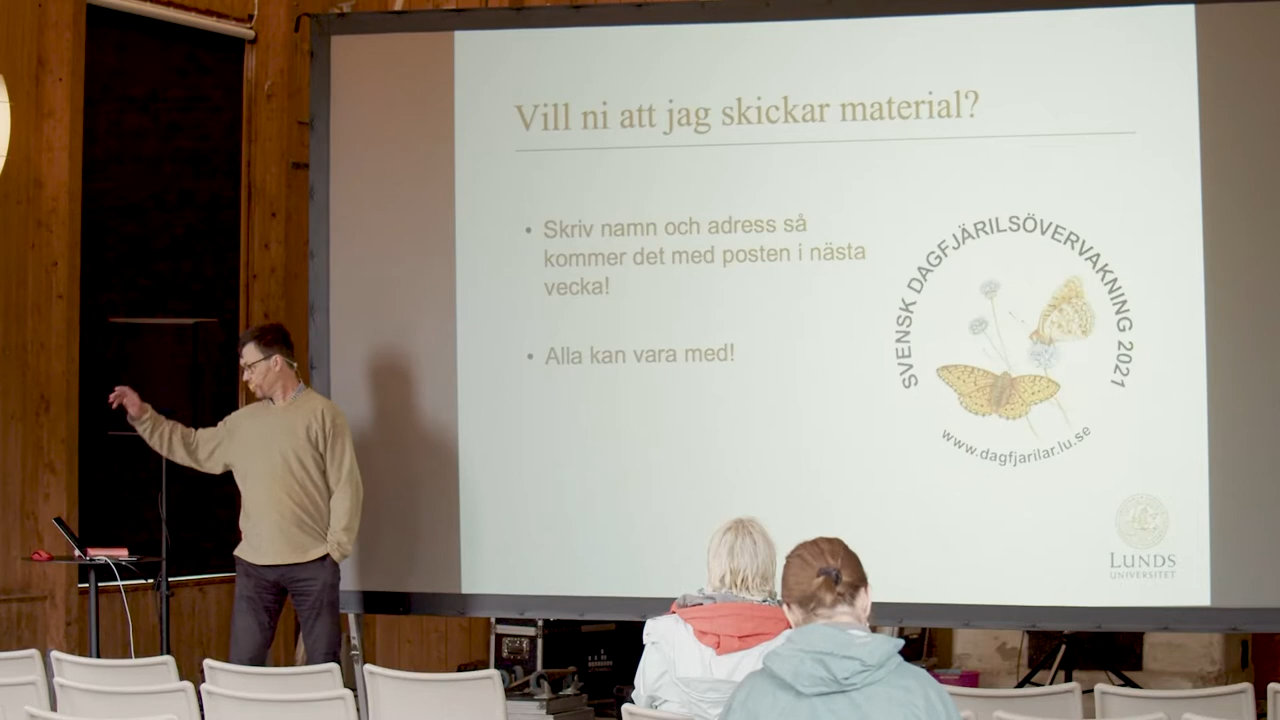 Vill ni att jag skickar material?
• Skriv namn och adress så
kommer det med posten i nästa
vecka!
• Alla kan vara med!
SVENSK DAGFJÄRILSÖVERVAKNING 2021
www.dagfjarilar.lu.se
LUNDS
UNIVERSITET